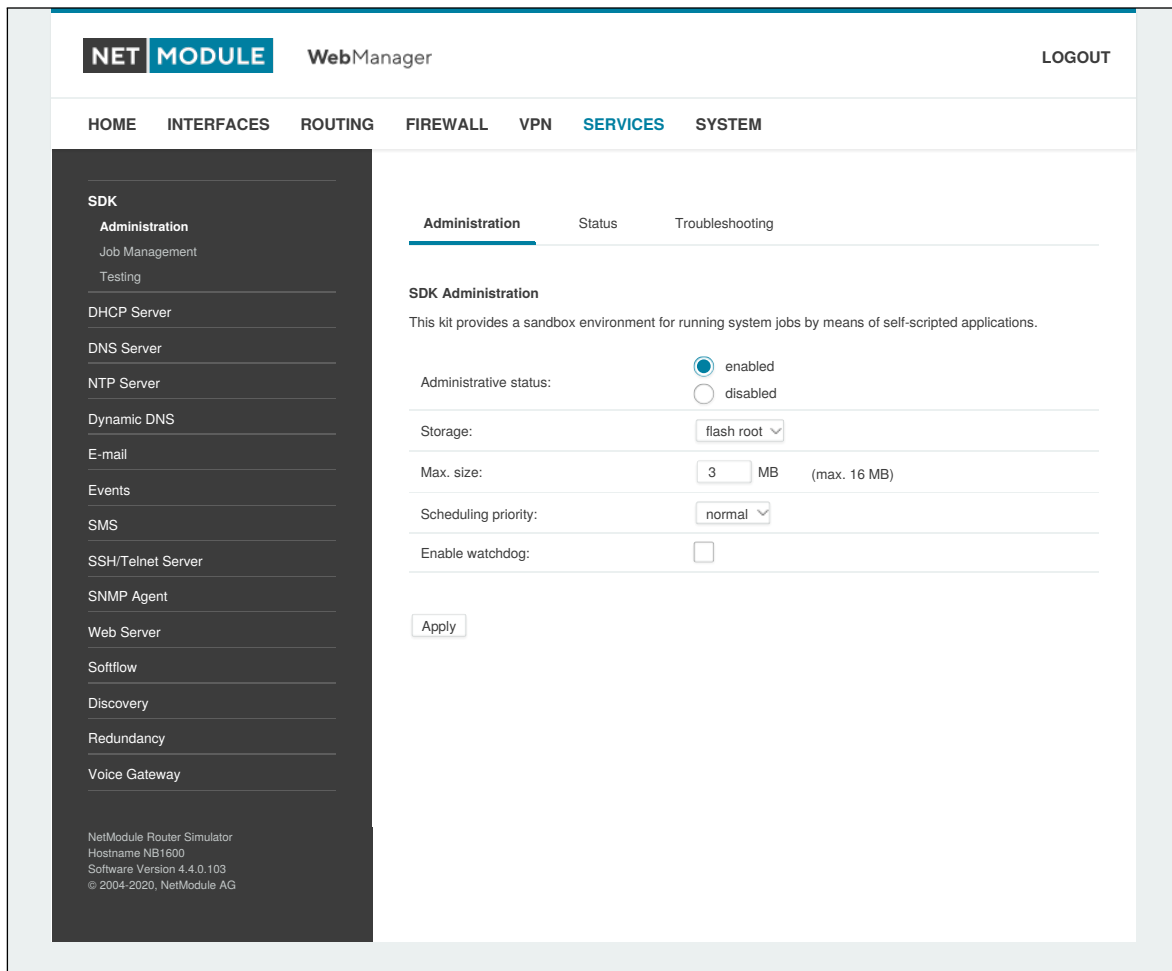 NET MODULE WebManager LOGOUT
HOME INTERFACES ROUTING FIREWALL VPN SERVICES SYSTEM
SDK
Administration
Job Management
Testing
DHCP Server
DNS Server
NTP Server
Dynamic DNS
E-mail
Events
SMS
SSH/Telnet Server
SNMP Agent
Web Server
Softflow
Discovery
Redundancy
Voice Gateway
NetModule Router Simulator
Hostname NB1600
Software Version 4.4.0.103
© 2004-2020, NetModule AG
Administration Status Troubleshooting
SDK Administration
This kit provides a sandbox environment for running system jobs by means of self-scripted applications.
Administrative status:
enabled
disabled
Storage: flash root
Max. size: 3 MB (max. 16 MB)
Scheduling priority: normal
Enable watchdog:
Apply